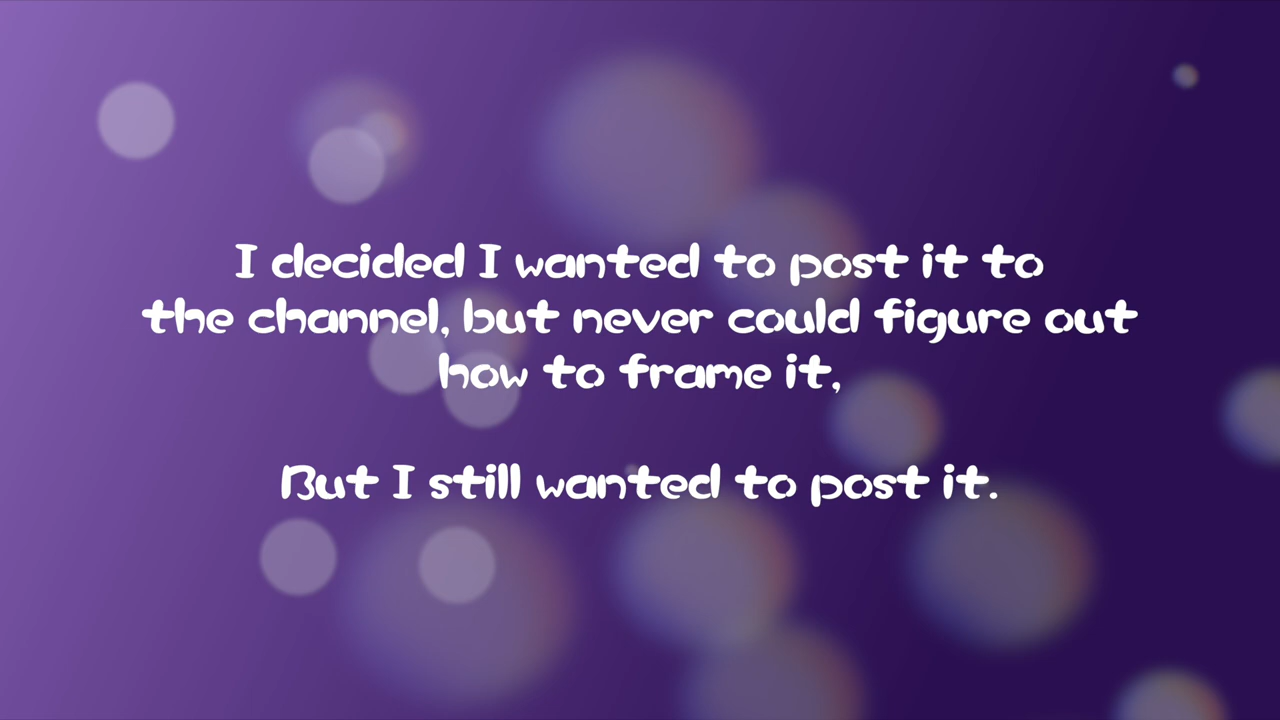 I decided I wanted to post it to
the channel, but never could figure out
how to frame it,
But I still wanted to post it.